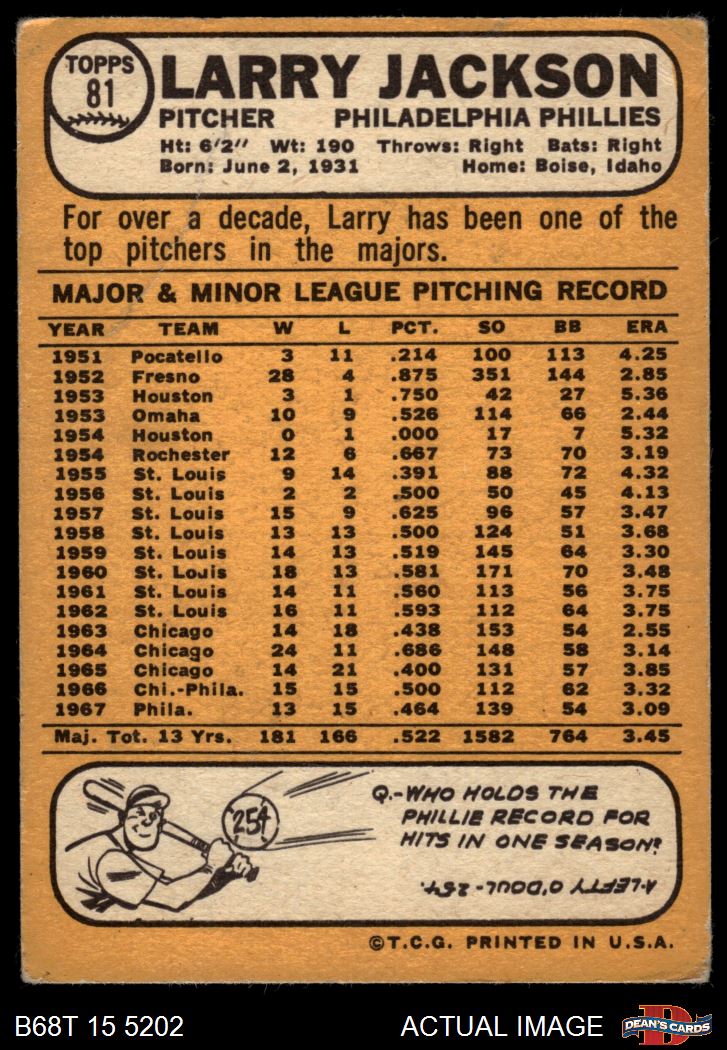 TOPPS
81
LARRY JACKSON
PITCHER PHILADELPHIA PHILLIES
Ht: 6'2" Wt: 190 Throws: Right Bats: Right
Born: June 2, 1931 Home: Boise, Idaho
For over a decade, Larry has been one of the
top pitchers in the majors.
MAJOR & MINOR LEAGUE PITCHING RECORD
YEAR TEAM W L PCT. SO BB ERA
1951 Pocatello 3 11 .214 100 113 4.25
1952 Fresno 28 4 .875 351 144 2.85
1953 Houston 3 1 .750 42 27 5.36
1953 Omaha 10 9 .526 114 66 2.44
1954 Houston 0 1 .000 17 7 5.32
1954 Rochester 12 6 .667 73 70 3.19
1955 St. Louis 9 14 .391 88 72 4.32
1956 St. Louis 2 2 .500 50 45 4.13
1957 St. Louis 15 9 .625 96 57 3.47
1958 St. Louis 13 13 .500 124 51 3.68
1959 St. Louis 14 13 .519 145 64 3.30
1960 St. Louis 18 13 .581 171 70 3.48
1961 St. Louis 14 11 .560 113 56 3.75
1962 St. Louis 16 11 .593 112 64 3.75
1963 Chicago 14 18 .438 153 54 2.55
1964 Chicago 24 11 .686 148 58 3.14
1965 Chicago 14 21 .400 131 57 3.85
1966 Chi.-Phila. 15 15 .500 112 62 3.32
1967 Phila. 13 15 .464 139 54 3.09
Maj. Tot. 13 Yrs. 181 166 .522 1582 764 3.45
254
Q.-WHO HOLDS THE
PHILLIE RECORD FOR
HITS IN ONE SEASON?
A-LEFTY O'DOUL-254.
©T.C.G. PRINTED IN U.S.A.
B68T 15 5202 ACTUAL IMAGE
D
DEAN'S CARDS